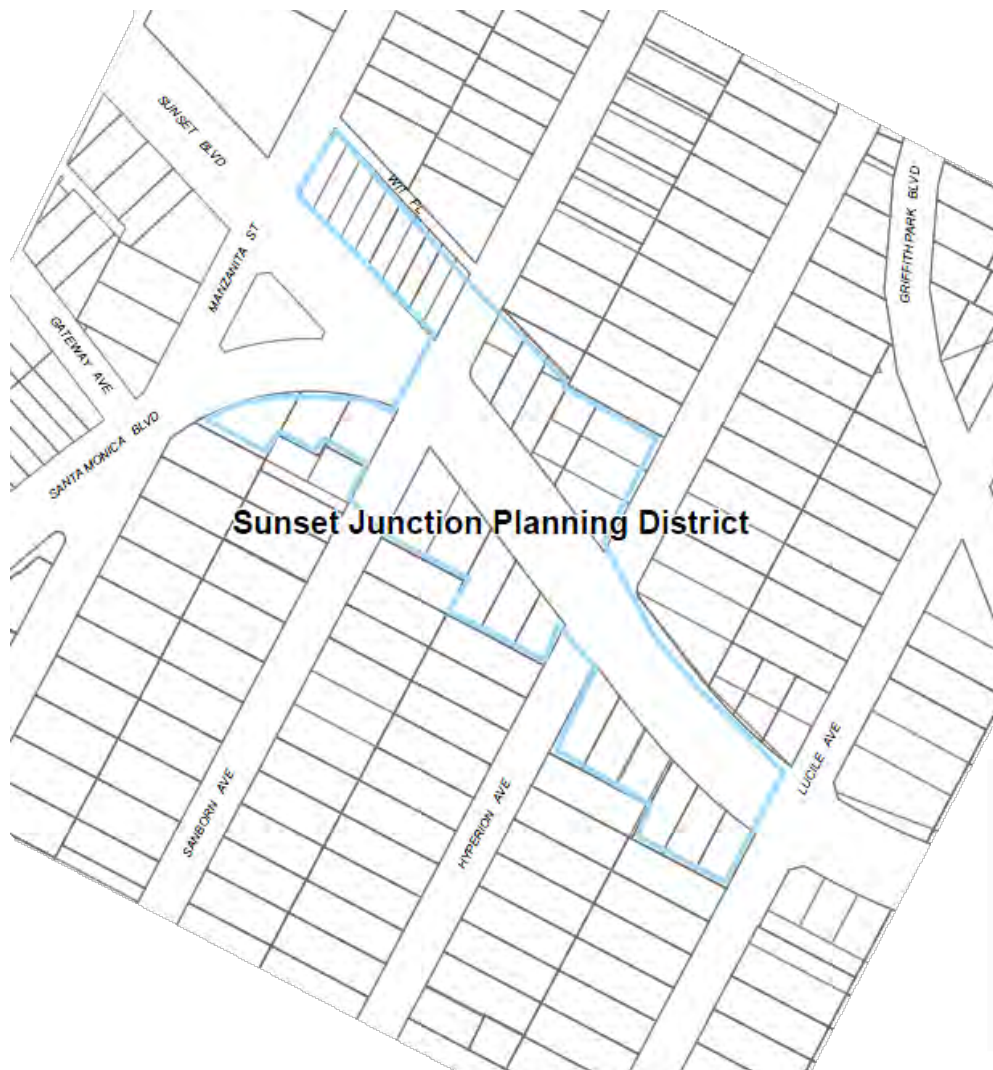 SUNSET BLVD
WIT PL
GRIFFITH PARK BLVD
MANZANITA ST
GATEWAY AVE
SANTA MONICA BLVD
Sunset Junction Planning District
LUCILE AVE
SANBORN AVE
HYPERION AVE